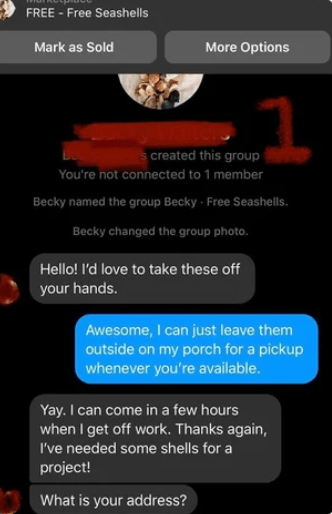 FREE - Free Seashells
Mark as Sold
More Options
1
s created this group
You're not connected to 1 member
Becky named the group Becky · Free Seashells.
Becky changed the group photo.
Hello! I'd love to take these off
your hands.
Awesome, I can just leave them
outside on my porch for a pickup
whenever you're available.
Yay. I can come in a few hours
when I get off work. Thanks again,
I've needed some shells for a
project!
What is your address?